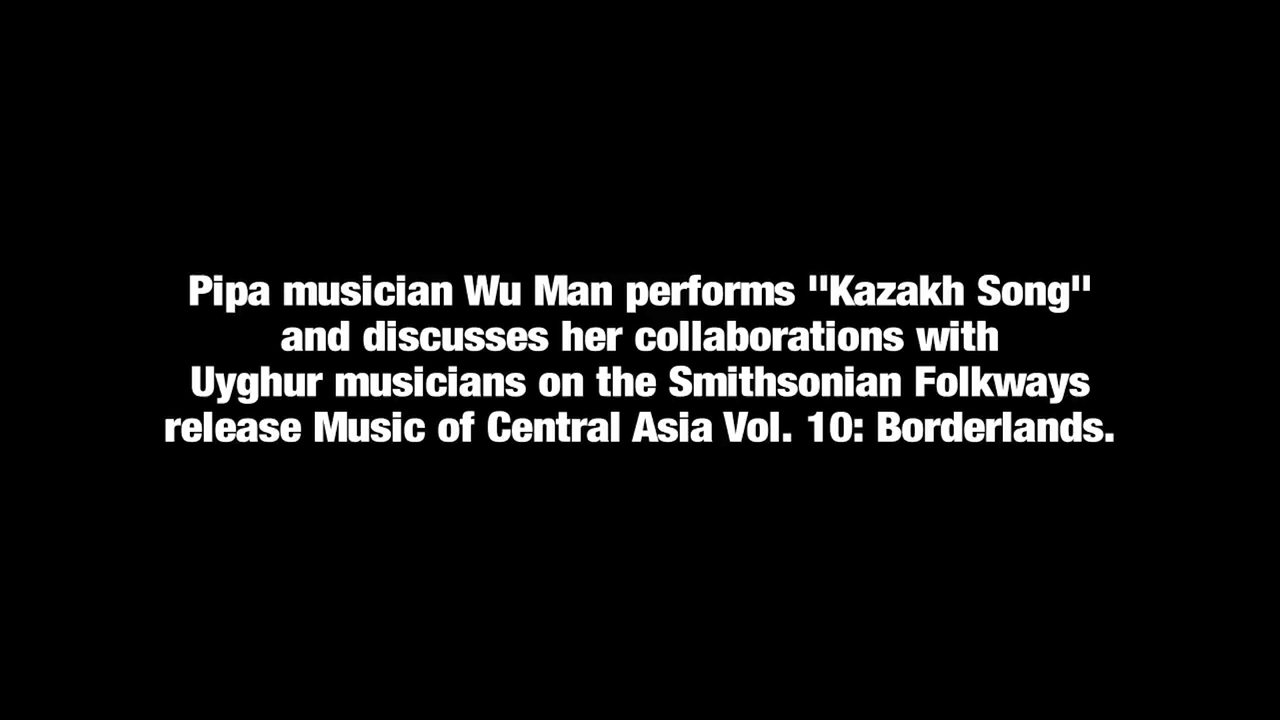 Pipa musician Wu Man performs "Kazakh Song"
and discusses her collaborations with
Uyghur musicians on the Smithsonian Folkways
release Music of Central Asia Vol. 10: Borderlands.